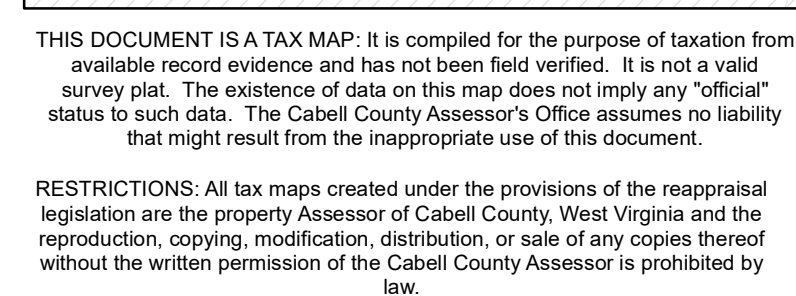 THIS DOCUMENT IS A TAX MAP: It is compiled for the purpose of taxation from
available record evidence and has not been field verified.  It is not a valid
survey plat.  The existence of data on this map does not imply any "official"
status to such data.  The Cabell County Assessor's Office assumes no liability
that might result from the inappropriate use of this document.
RESTRICTIONS: All tax maps created under the provisions of the reappraisal
legislation are the property Assessor of Cabell County, West Virginia and the
reproduction, copying, modification, distribution, or sale of any copies thereof
without the written permission of the Cabell County Assessor is prohibited by
law.